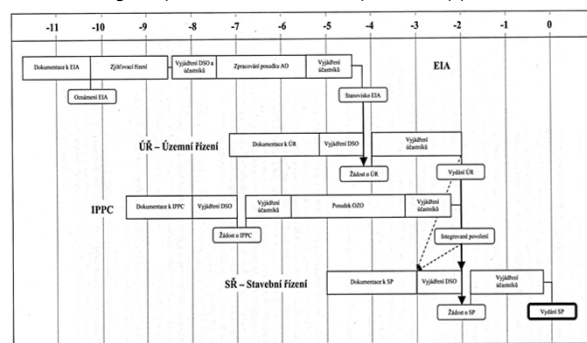 -11 -10 -9 -8 -7 -6 -5 -4 -3 -2 -1 0
Dokumentace k EIA
Zjišťovací řízení
Vyjádření DSO a
účastníků
Zpracování posudku AO
Vyjádření
účastníků
EIA
Oznámení EIA
Stanovisko EIA
ÚŘ – Územní řízení
Dokumentace k ÚR
Vyjádření DSO
Vyjádření
účastníků
Žádost o ÚR
Vydání ÚR
IPPC
Dokumentace k IPPC
Vyjádření DSO
Vyjádření
účastníků
Posudek OZO
Vyjádření
účastníků
Žádost o IPPC
Integrované povolení
SŘ – Stavební řízení
Dokumentace k SP
Vyjádření DSO
Vyjádření
účastníků
Žádost o SP
Vydání SP